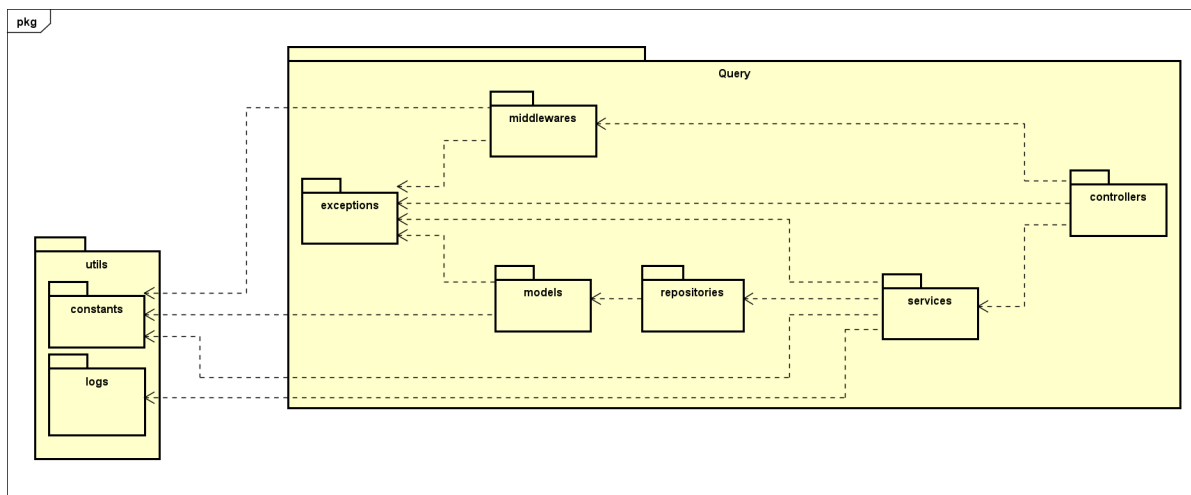 pkg
Query
middlewares
exceptions
controllers
utils
constants
models
repositories
services
logs